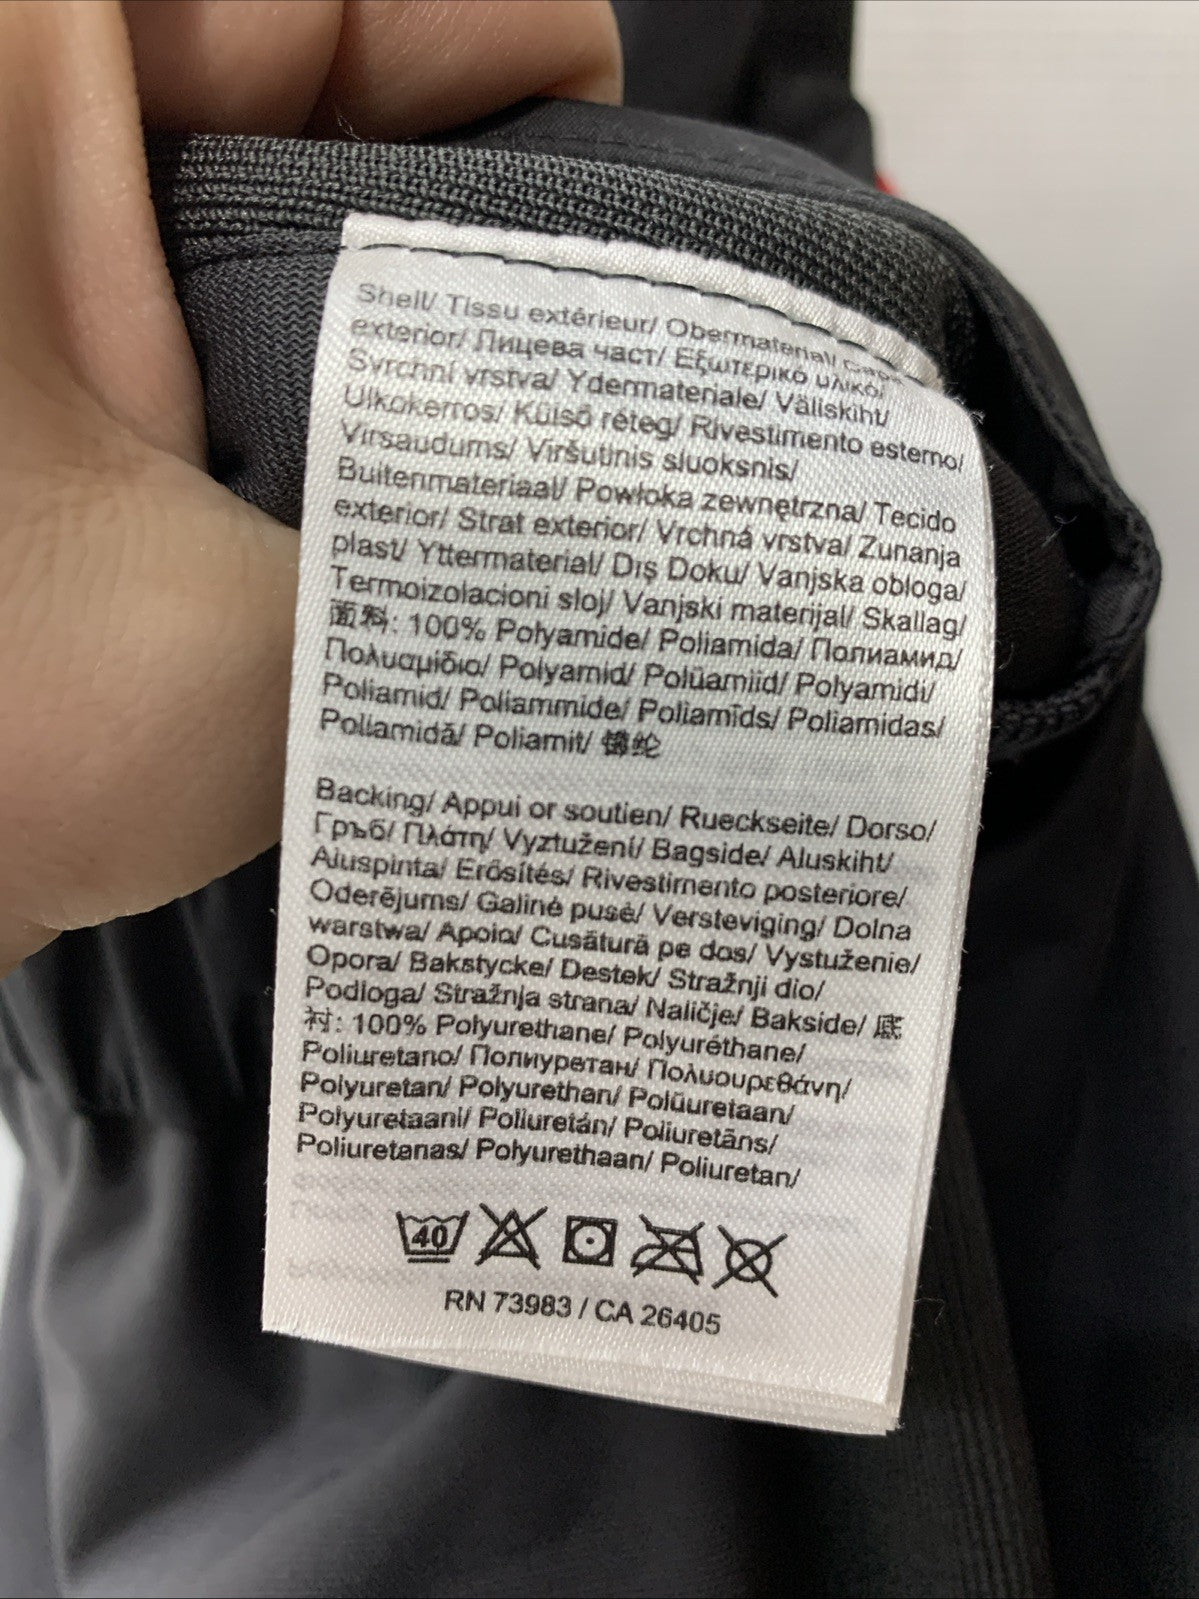 Shell/ Tissu extérieur/ Obermaterial/ Capa
exterior/ Лицева част/ Εξωτερικό υλικό/
Svrchní vrstva/ Ydermateriale/ Väliskiht/
Ulkokerros/ Külső réteg/ Rivestimento esterno/
Virsaudums/ Viršutinis sluoksnis/
Buitenmateriaal/ Powłoka zewnętrzna/ Tecido
exterior/ Strat exterior/ Vrchná vrstva/ Zunanja
plast/ Yttermaterial/ Dış Doku/ Vanjska obloga/
Termoizolacioni sloj/ Vanjski materijal/ Skallag/
面料: 100% Polyamide/ Poliamida/ Полиамид/
Πολυαμίδιο/ Polyamid/ Polüamiid/ Polyamidi/
Poliamid/ Poliammide/ Poliamīds/ Poliamidas/
Poliamidă/ Poliamit/ 锦纶
Backing/ Appui or soutien/ Rueckseite/ Dorso/
Гръб/ Πλάτη/ Vyztužení/ Bagside/ Aluskiht/
Aluspinta/ Erősítés/ Rivestimento posteriore/
Oderējums/ Galinė pusė/ Versteviging/ Dolna
warstwa/ Apoio/ Cusătură pe dos/ Vystuženie/
Opora/ Bakstycke/ Destek/ Stražnji dio/
Podloga/ Stražnja strana/ Naličje/ Bakside/ 底
衬: 100% Polyurethane/ Polyuréthane/
Poliuretano/ Полиуретан/ Πολυουρεθάνη/
Polyuretan/ Polyurethan/ Polüuretaan/
Polyuretaani/ Poliuretán/ Poliuretāns/
Poliuretanas/ Polyurethaan/ Poliuretan/
40
RN 73983 / CA 26405